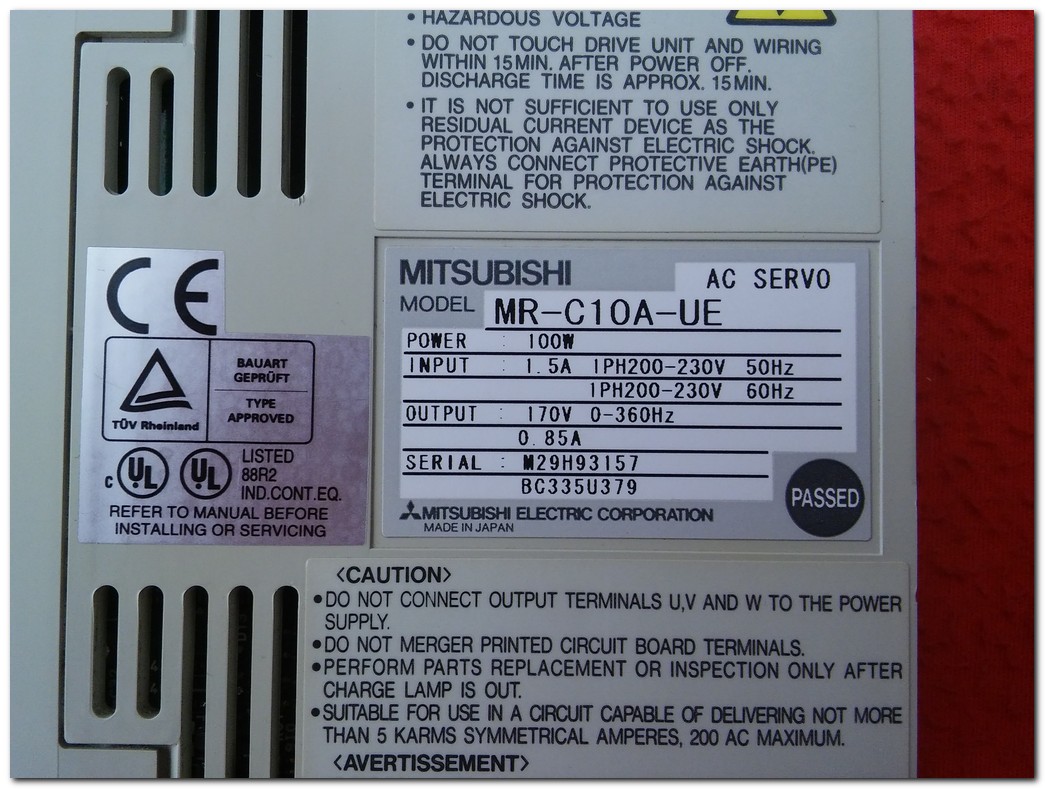 • HAZARDOUS VOLTAGE
• DO NOT TOUCH DRIVE UNIT AND WIRING
WITHIN 15MIN. AFTER POWER OFF.
DISCHARGE TIME IS APPROX. 15MIN.
• IT IS NOT SUFFICIENT TO USE ONLY
RESIDUAL CURRENT DEVICE AS THE
PROTECTION AGAINST ELECTRIC SHOCK.
ALWAYS CONNECT PROTECTIVE EARTH(PE)
TERMINAL FOR PROTECTION AGAINST
ELECTRIC SHOCK.
CE
BAUART
GEPRÜFT
TYPE
APPROVED
TÜV Rheinland
c UL UL LISTED
88R2
IND.CONT.EQ.
REFER TO MANUAL BEFORE
INSTALLING OR SERVICING
MITSUBISHI AC SERVO
MODEL MR-C10A-UE
POWER : 100W
INPUT : 1.5A 1PH200-230V 50Hz
1PH200-230V 60Hz
OUTPUT : 170V 0-360Hz
0.85A
SERIAL : M29H93157
BC335U379
MITSUBISHI ELECTRIC CORPORATION
MADE IN JAPAN
PASSED
<CAUTION>
•DO NOT CONNECT OUTPUT TERMINALS U,V AND W TO THE POWER
SUPPLY.
•DO NOT MERGER PRINTED CIRCUIT BOARD TERMINALS.
•PERFORM PARTS REPLACEMENT OR INSPECTION ONLY AFTER
CHARGE LAMP IS OUT.
•SUITABLE FOR USE IN A CIRCUIT CAPABLE OF DELIVERING NOT MORE
THAN 5 KARMS SYMMETRICAL AMPERES, 200 AC MAXIMUM.
<AVERTISSEMENT>